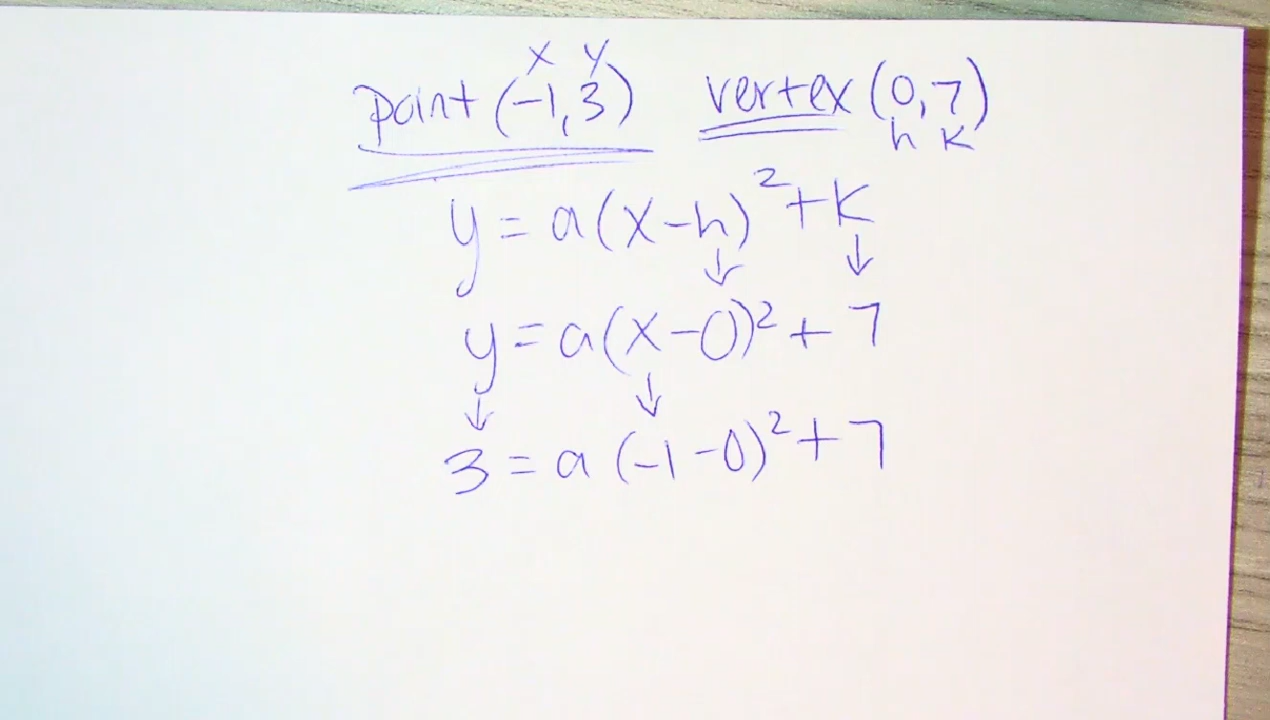 x y
point (-1,3) vertex (0,7)
h k
y = a(x-h)²+k
↓ ↓
y = a(x-0)² + 7
↓ ↓
3 = a (-1-0)² + 7